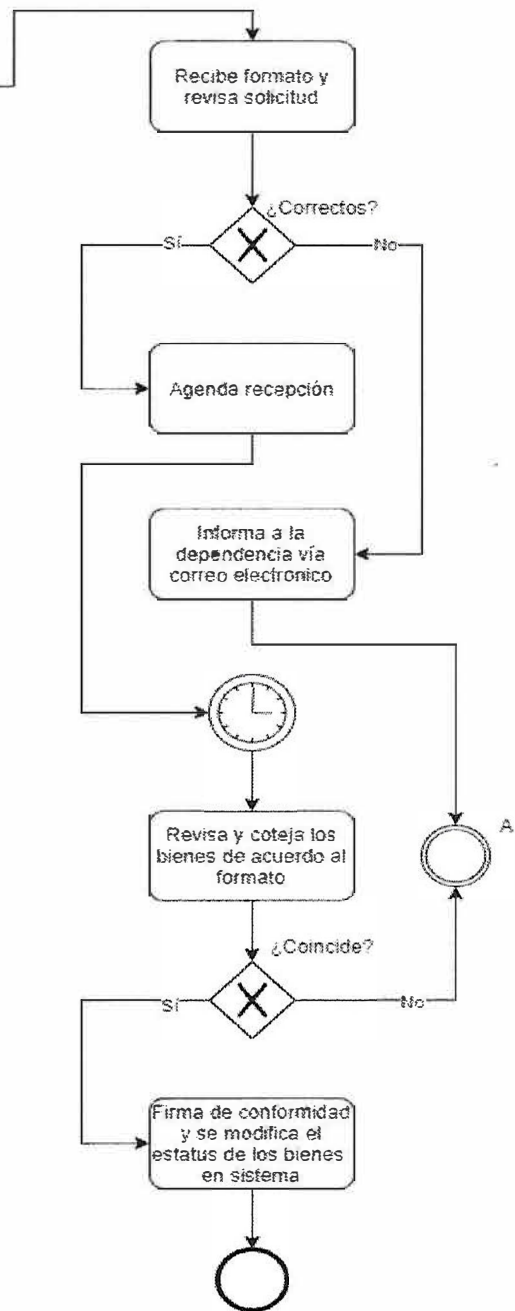 Recibe formato y
revisa solicitud
¿Correctos?
Sí
No
Agenda recepción
Informa a la
dependencia vía
correo electronico
Revisa y coteja los
bienes de acuerdo al
formato
A
¿Coincide?
Sí
No
Firma de conformidad
y se modifica el
estatus de los bienes
en sistema